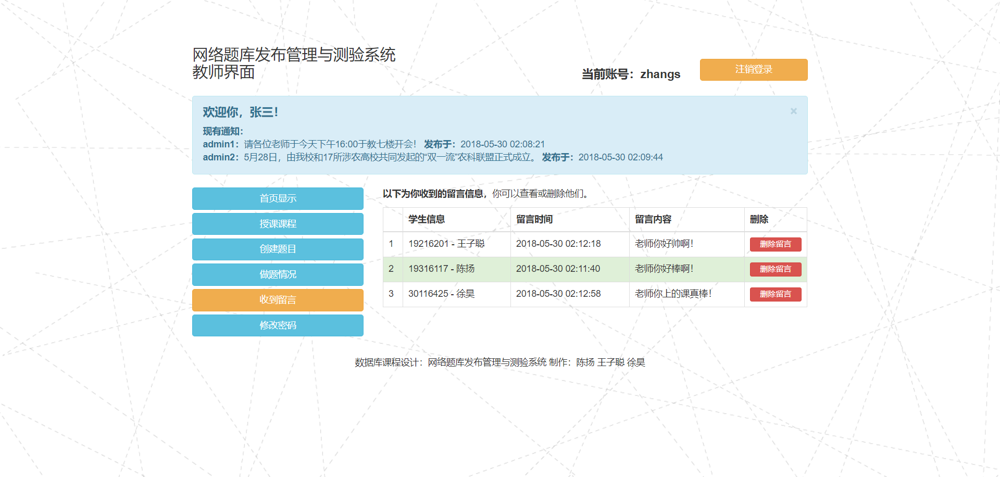 网络题库发布管理与测验系统
教师界面
当前账号：zhangs
注销登录
欢迎你，张三！
×
现有通知：
admin1：请各位老师于今天下午16:00于教七楼开会！ 发布于：2018-05-30 02:08:21
admin2：5月28日，由我校和17所涉农高校共同发起的“双一流”农科联盟正式成立。 发布于：2018-05-30 02:09:44
首页显示
授课课程
创建题目
做题情况
收到留言
修改密码
以下为你收到的留言信息，你可以查看或删除他们。
学生信息 留言时间 留言内容 删除
1 19216201 - 王子聪 2018-05-30 02:12:18 老师你好帅啊！ 删除留言
2 19316117 - 陈扬 2018-05-30 02:11:40 老师你好棒啊！ 删除留言
3 30116425 - 徐昊 2018-05-30 02:12:58 老师你上的课真棒！ 删除留言
数据库课程设计：网络题库发布管理与测验系统 制作：陈扬 王子聪 徐昊